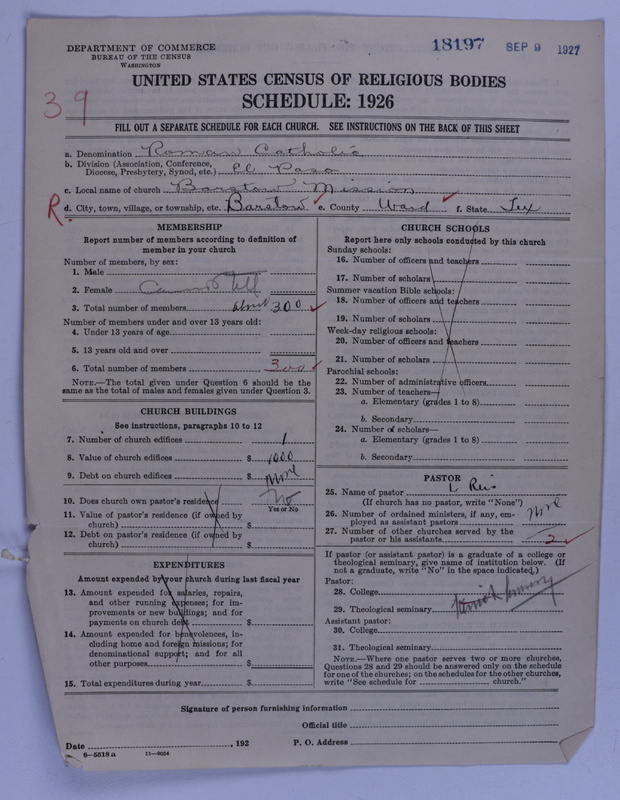 DEPARTMENT OF COMMERCE
BUREAU OF THE CENSUS
WASHINGTON
18197 SEP 9 1927
UNITED STATES CENSUS OF RELIGIOUS BODIES
SCHEDULE: 1926
39
FILL OUT A SEPARATE SCHEDULE FOR EACH CHURCH. SEE INSTRUCTIONS ON THE BACK OF THIS SHEET
a. Denomination Roman Catholic
b. Division (Association, Conference, Diocese, Presbytery, Synod, etc.) El Paso
c. Local name of church Barstow Mission
R. d. City, town, village, or township, etc. Barstow e. County Ward f. State Tex
MEMBERSHIP
Report number of members according to definition of
member in your church
Number of members, by sex:
1. Male
2. Female Cannot tell
3. Total number of members about 300
Number of members under and over 13 years old:
4. Under 13 years of age
5. 13 years old and over
6. Total number of members 300
NOTE.—The total given under Question 6 should be the
same as the total of males and females given under Question 3.
CHURCH BUILDINGS
See instructions, paragraphs 10 to 12
7. Number of church edifices 1
8. Value of church edifices $ 1000
9. Debt on church edifices $ None
10. Does church own pastor's residence No
Yes or No
11. Value of pastor's residence (if owned by
church) $
12. Debt on pastor's residence (if owned by
church) $
EXPENDITURES
Amount expended by your church during last fiscal year
13. Amount expended for salaries, repairs,
and other running expenses; for im-
provements or new buildings; and for
payments on church debt $
14. Amount expended for benevolences, in-
cluding home and foreign missions; for
denominational support; and for all
other purposes $
15. Total expenditures during year $
CHURCH SCHOOLS
Report here only schools conducted by this church
Sunday schools:
16. Number of officers and teachers
17. Number of scholars
Summer vacation Bible schools:
18. Number of officers and teachers
19. Number of scholars
Week-day religious schools:
20. Number of officers and teachers
21. Number of scholars
Parochial schools:
22. Number of administrative officers
23. Number of teachers—
a. Elementary (grades 1 to 8)
b. Secondary
24. Number of scholars—
a. Elementary (grades 1 to 8)
b. Secondary
PASTOR
25. Name of pastor L Reis
(If church has no pastor, write "None")
26. Number of ordained ministers, if any, em-
ployed as assistant pastors None
27. Number of other churches served by the
pastor or his assistants 2
If pastor (or assistant pastor) is a graduate of a college or
theological seminary, give name of institution below. (If
not a graduate, write "No" in the space indicated.)
Pastor:
28. College
29. Theological seminary
Assistant pastor:
30. College
31. Theological seminary
NOTE.—Where one pastor serves two or more churches,
Questions 28 and 29 should be answered only on the schedule
for one of the churches; on the schedules for the other churches,
write "See schedule for church."
Signature of person furnishing information
Official title
Date , 192 P. O. Address
8—5518 a 11—9054